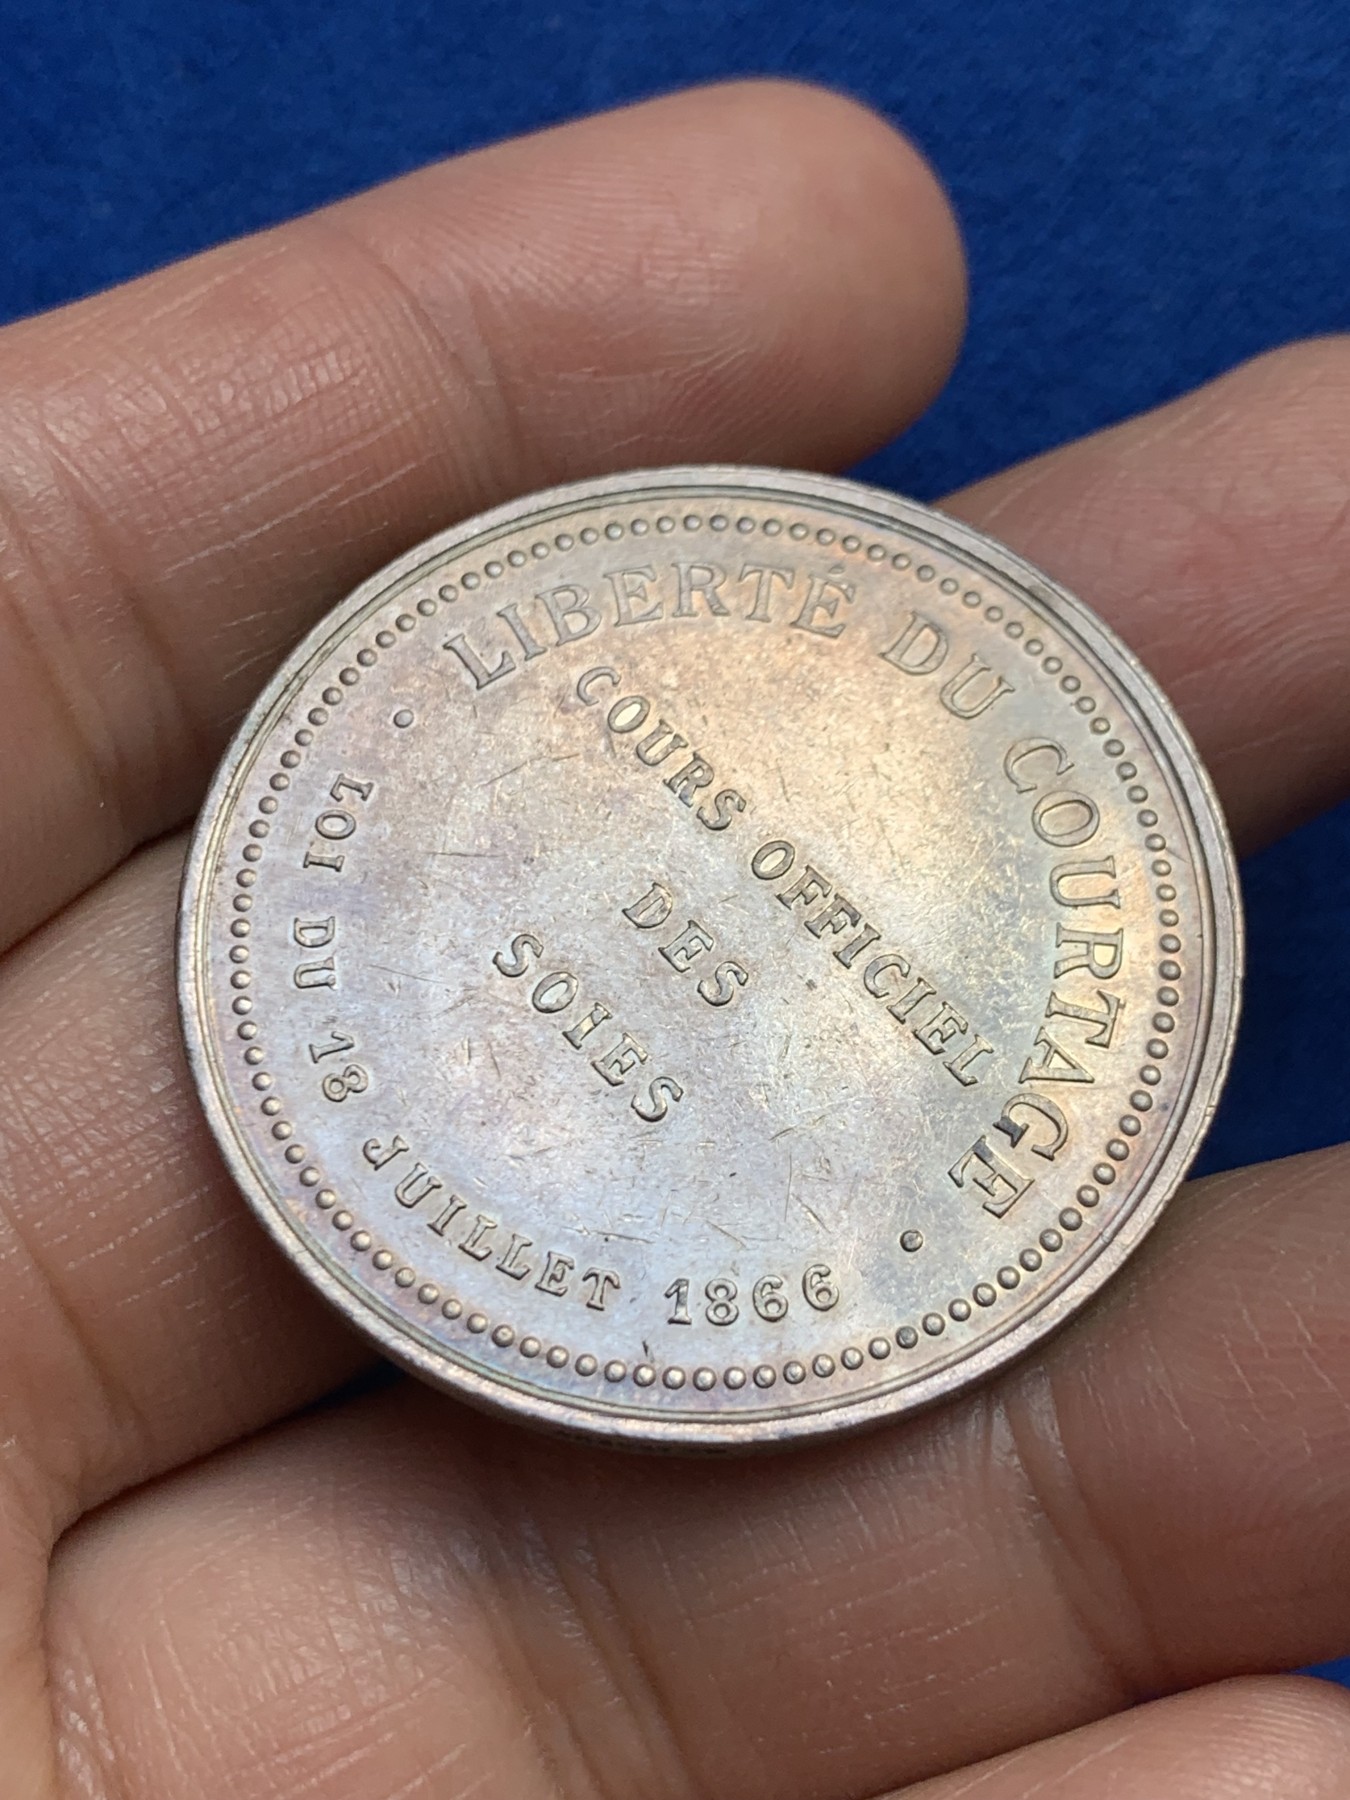 LIBERTÉ DU COURTAGE
COURS OFFICIEL
DES
SOIES
LOI DU 18 JUILLET 1866